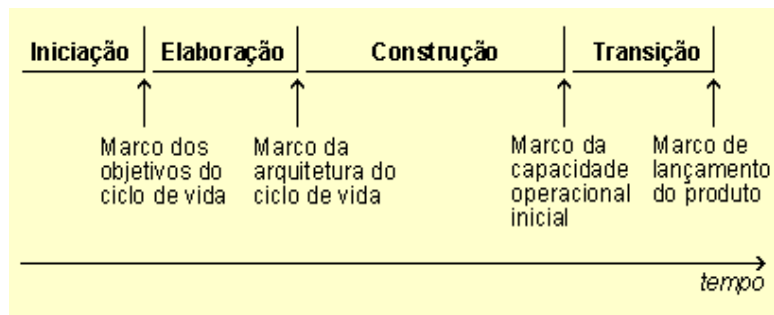 Iniciação Elaboração Construção Transição
Marco dos
objetivos do
ciclo de vida
Marco da
arquitetura do
ciclo de vida
Marco da
capacidade
operacional
inicial
Marco de
lançamento
do produto
tempo